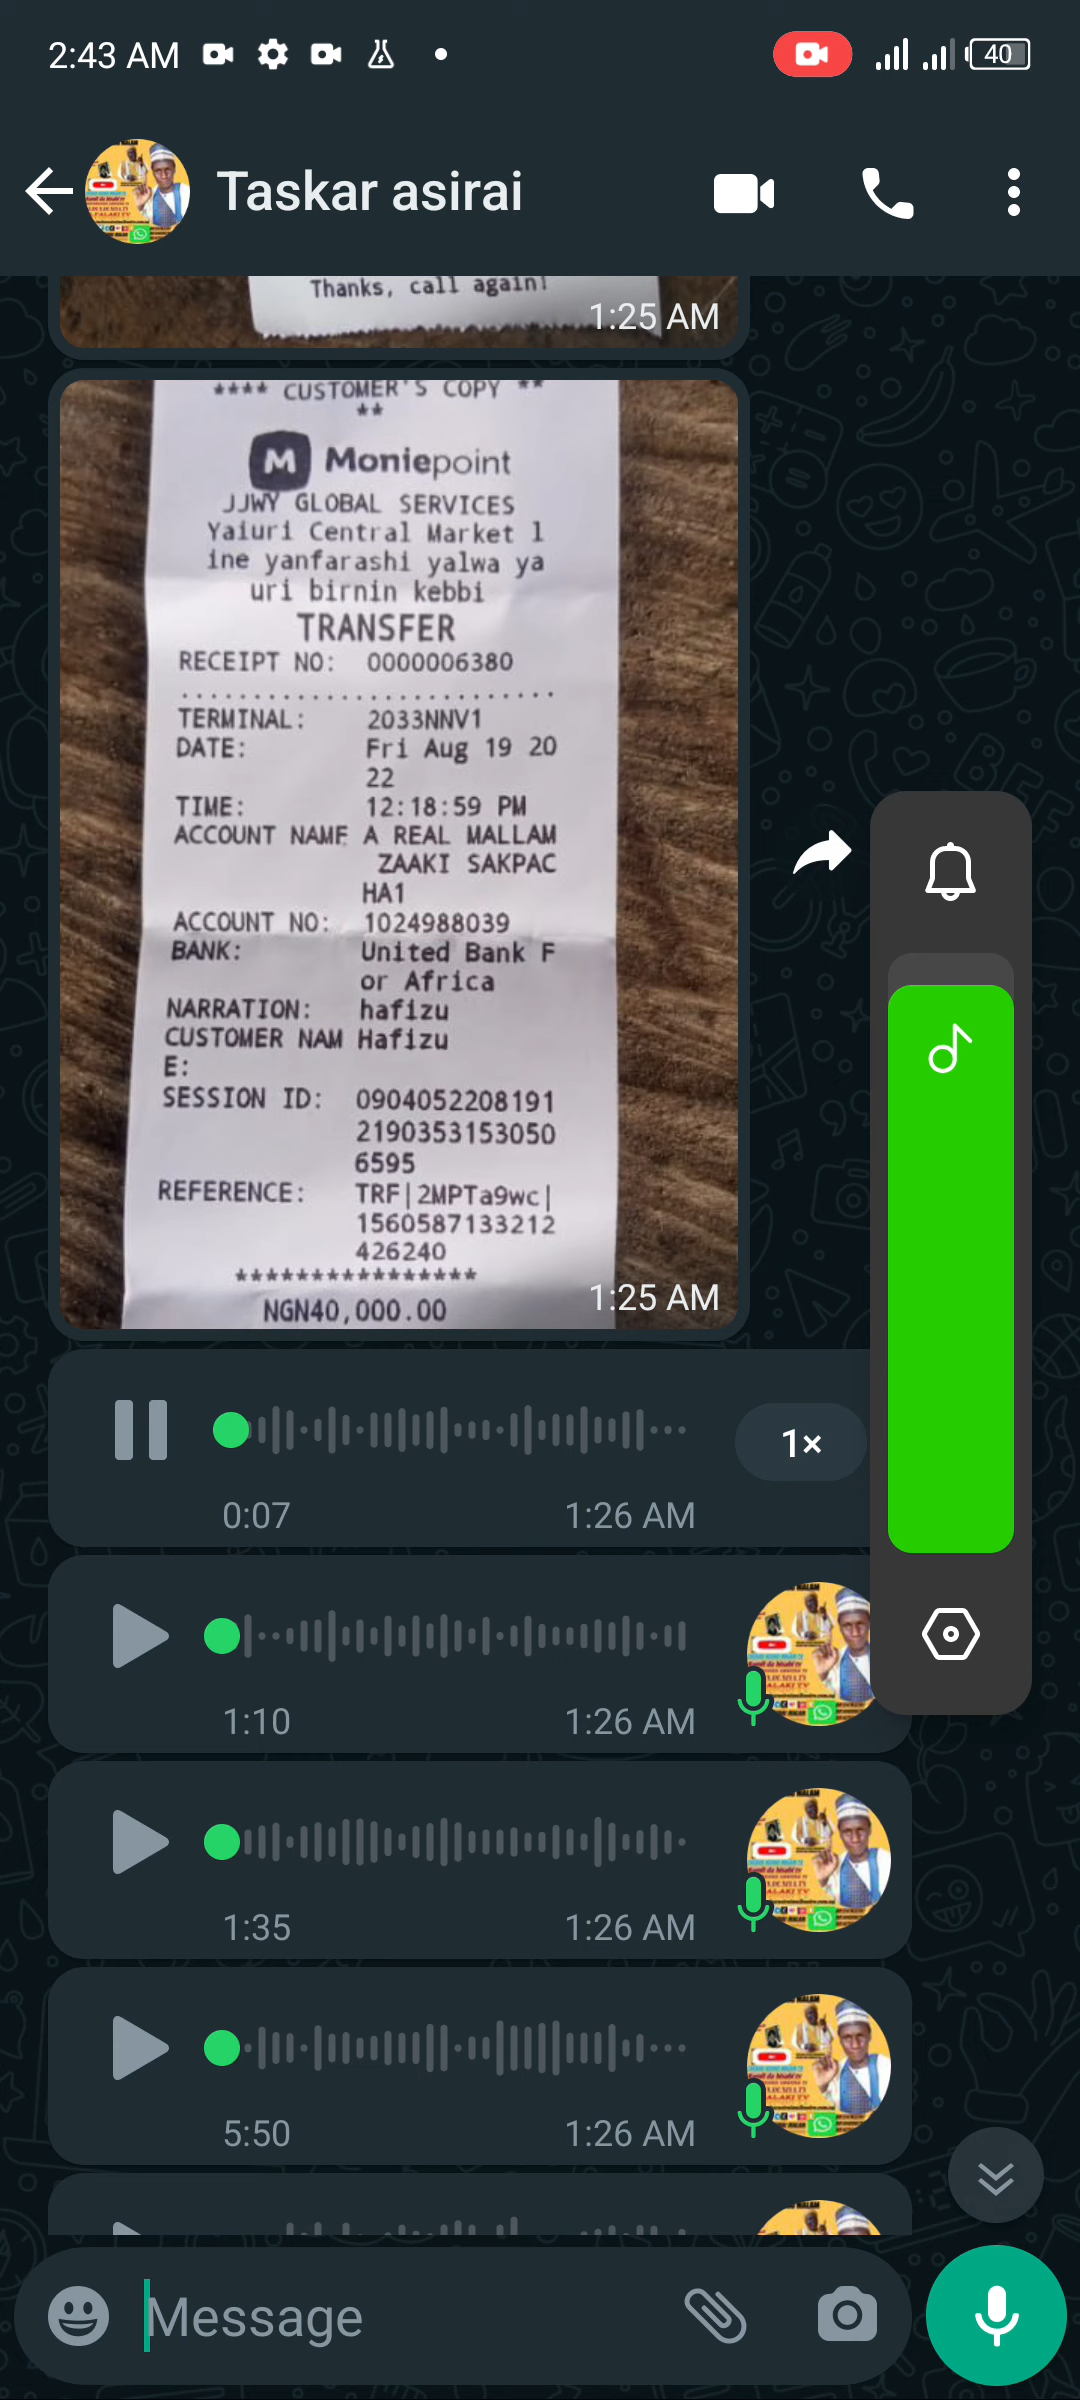 2:43 AM
40
Taskar asirai
Thanks, call again!
1:25 AM
**** CUSTOMER'S COPY **
**
Moniepoint
JJWY GLOBAL SERVICES
Yaiuri Central Market l
ine yanfarashi yalwa ya
uri birnin kebbi
TRANSFER
RECEIPT NO: 0000006380
TERMINAL: 2033NNV1
DATE: Fri Aug 19 20
22
TIME: 12:18:59 PM
ACCOUNT NAME A REAL MALLAM
ZAAKI SAKPAC
HA1
ACCOUNT NO: 1024988039
BANK: United Bank F
or Africa
NARRATION: hafizu
CUSTOMER NAM Hafizu
E:
SESSION ID: 0904052208191
2190353153050
6595
REFERENCE: TRF|2MPTa9wc|
1560587133212
426240
****************
NGN40,000.00
1:25 AM
1×
0:07 1:26 AM
1:10 1:26 AM
1:35 1:26 AM
5:50 1:26 AM
Message